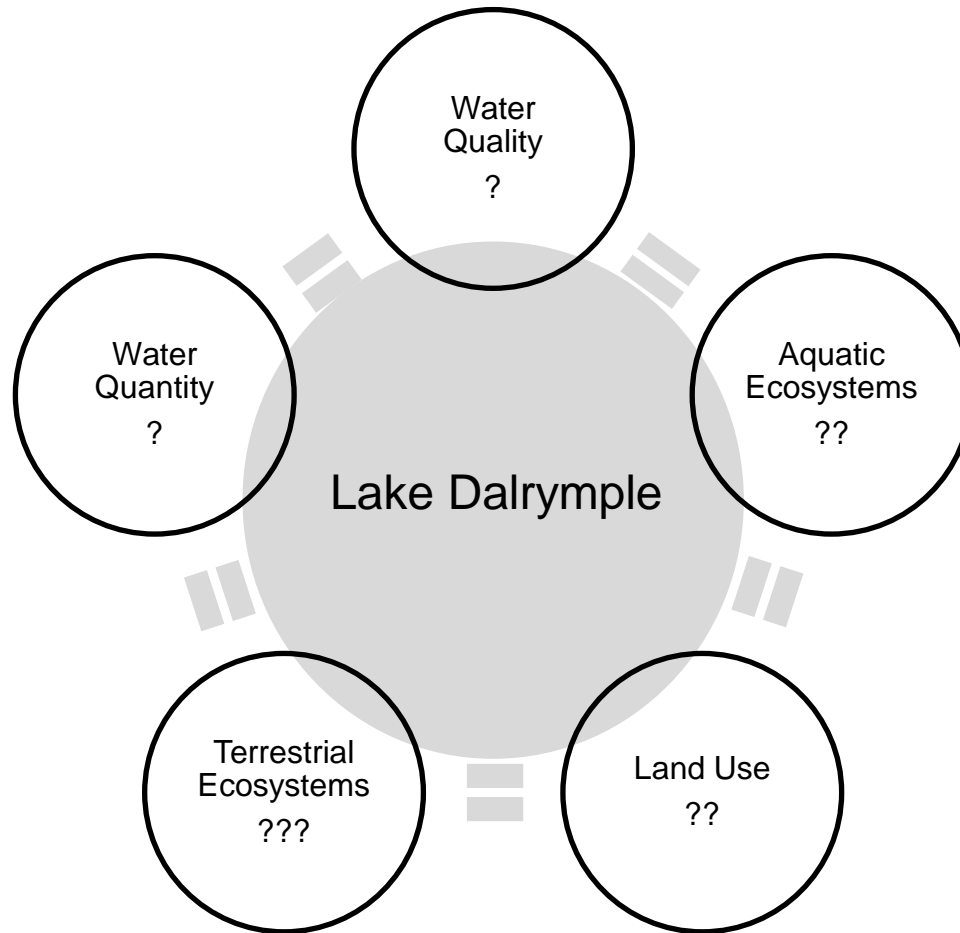 Water
Quality
?
Water
Quantity
?
Aquatic
Ecosystems
??
Lake Dalrymple
Terrestrial
Ecosystems
???
Land Use
??